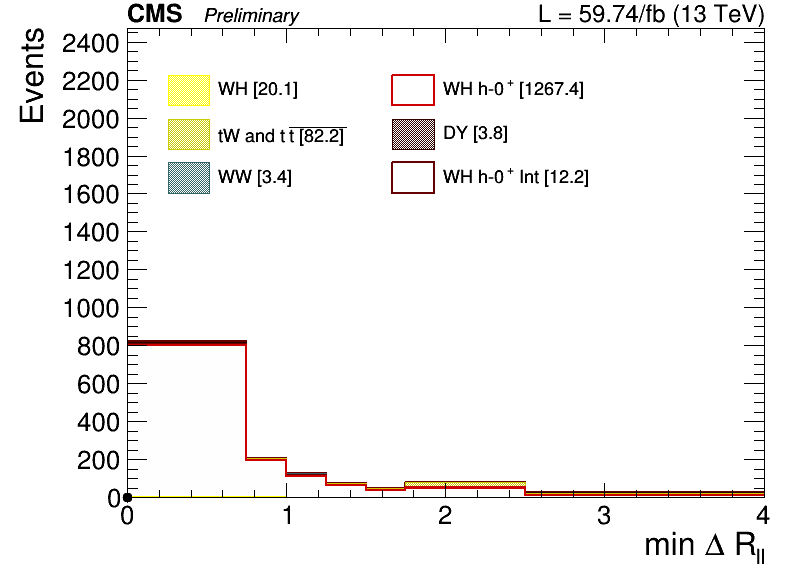 CMS Preliminary L = 59.74/fb (13 TeV)
Events
2400
2200
2000
1800
1600
1400
1200
1000
800
600
400
200
0
WH [20.1]
WH h-0⁺ [1267.4]
tW and t t̅ [82.2]
DY [3.8]
WW [3.4]
WH h-0⁺ Int [12.2]
0 1 2 3 4
min Δ R_ll